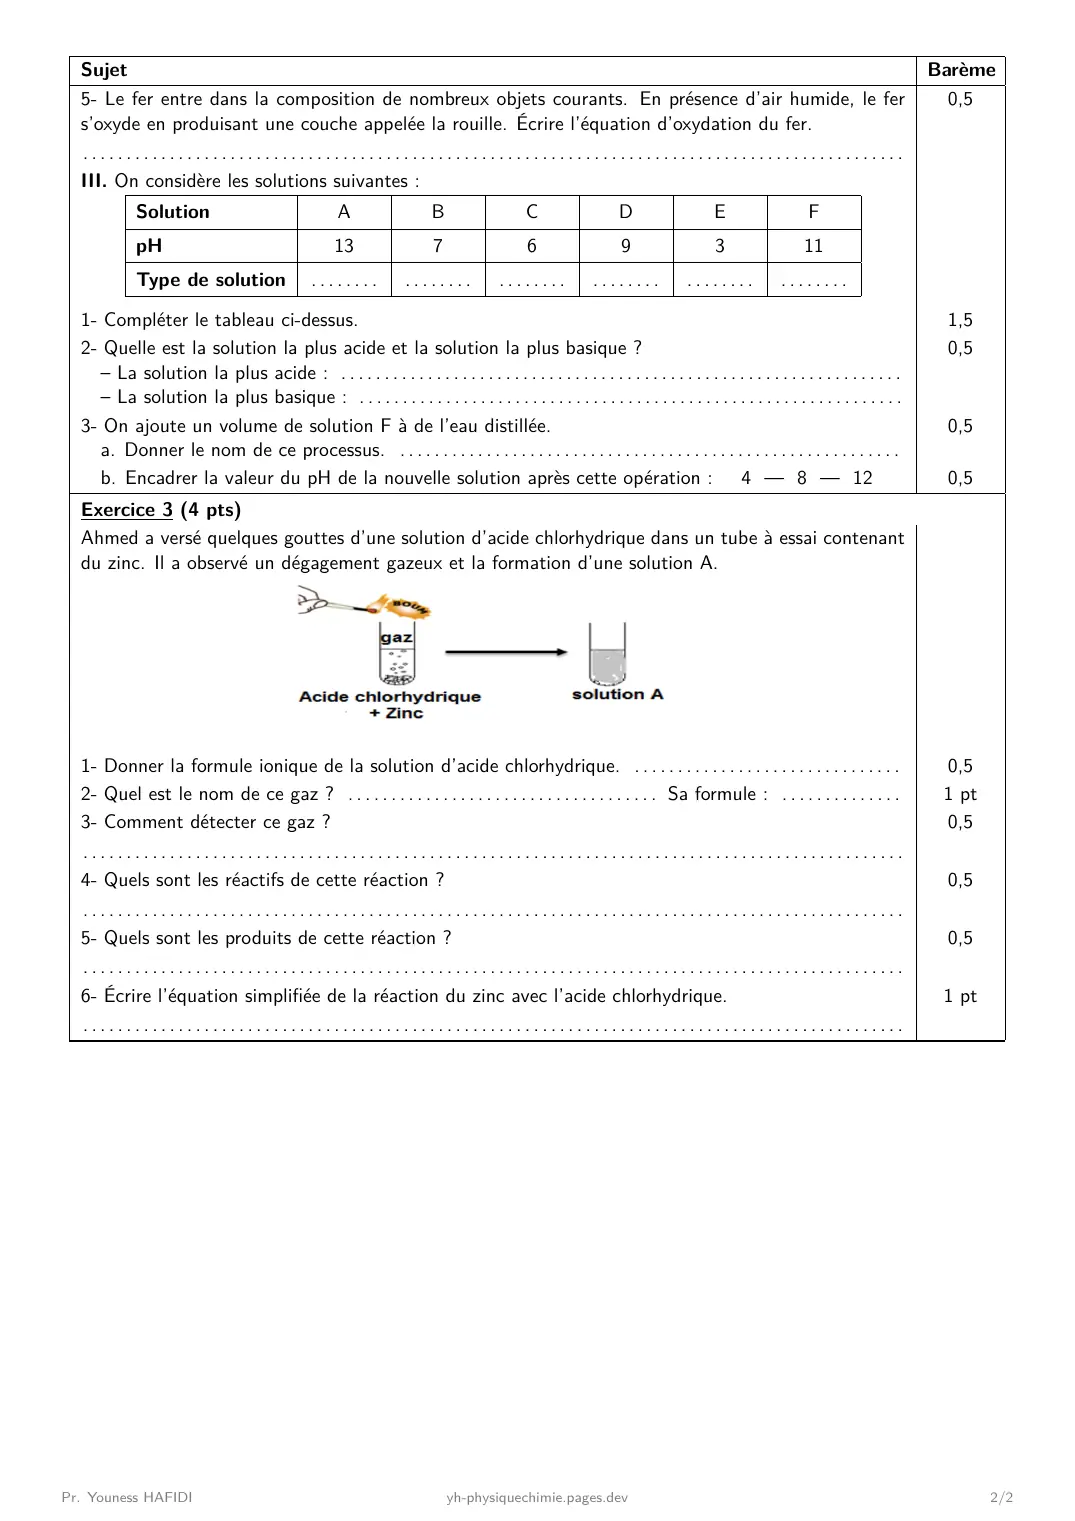 Sujet Barème
5- Le fer entre dans la composition de nombreux objets courants. En présence d'air humide, le fer 0,5
s'oxyde en produisant une couche appelée la rouille. Écrire l'équation d'oxydation du fer.
........................................................................
III. On considère les solutions suivantes :
Solution A B C D E F
pH 13 7 6 9 3 11
Type de solution ........ ........ ........ ........ ........ ........
1- Compléter le tableau ci-dessus. 1,5
2- Quelle est la solution la plus acide et la solution la plus basique ? 0,5
– La solution la plus acide : ........................................
– La solution la plus basique : ........................................
3- On ajoute un volume de solution F à de l'eau distillée. 0,5
a. Donner le nom de ce processus. ........................................
b. Encadrer la valeur du pH de la nouvelle solution après cette opération : 4 — 8 — 12 0,5
Exercice 3 (4 pts)
Ahmed a versé quelques gouttes d'une solution d'acide chlorhydrique dans un tube à essai contenant
du zinc. Il a observé un dégagement gazeux et la formation d'une solution A.
BOUM
gaz
Acide chlorhydrique
+ Zinc
solution A
1- Donner la formule ionique de la solution d'acide chlorhydrique. ............................... 0,5
2- Quel est le nom de ce gaz ? .................................... Sa formule : .............. 1 pt
3- Comment détecter ce gaz ? 0,5
........................................................................
4- Quels sont les réactifs de cette réaction ? 0,5
........................................................................
5- Quels sont les produits de cette réaction ? 0,5
........................................................................
6- Écrire l'équation simplifiée de la réaction du zinc avec l'acide chlorhydrique. 1 pt
........................................................................
Pr. Youness HAFIDI yh-physiquechimie.pages.dev 2/2